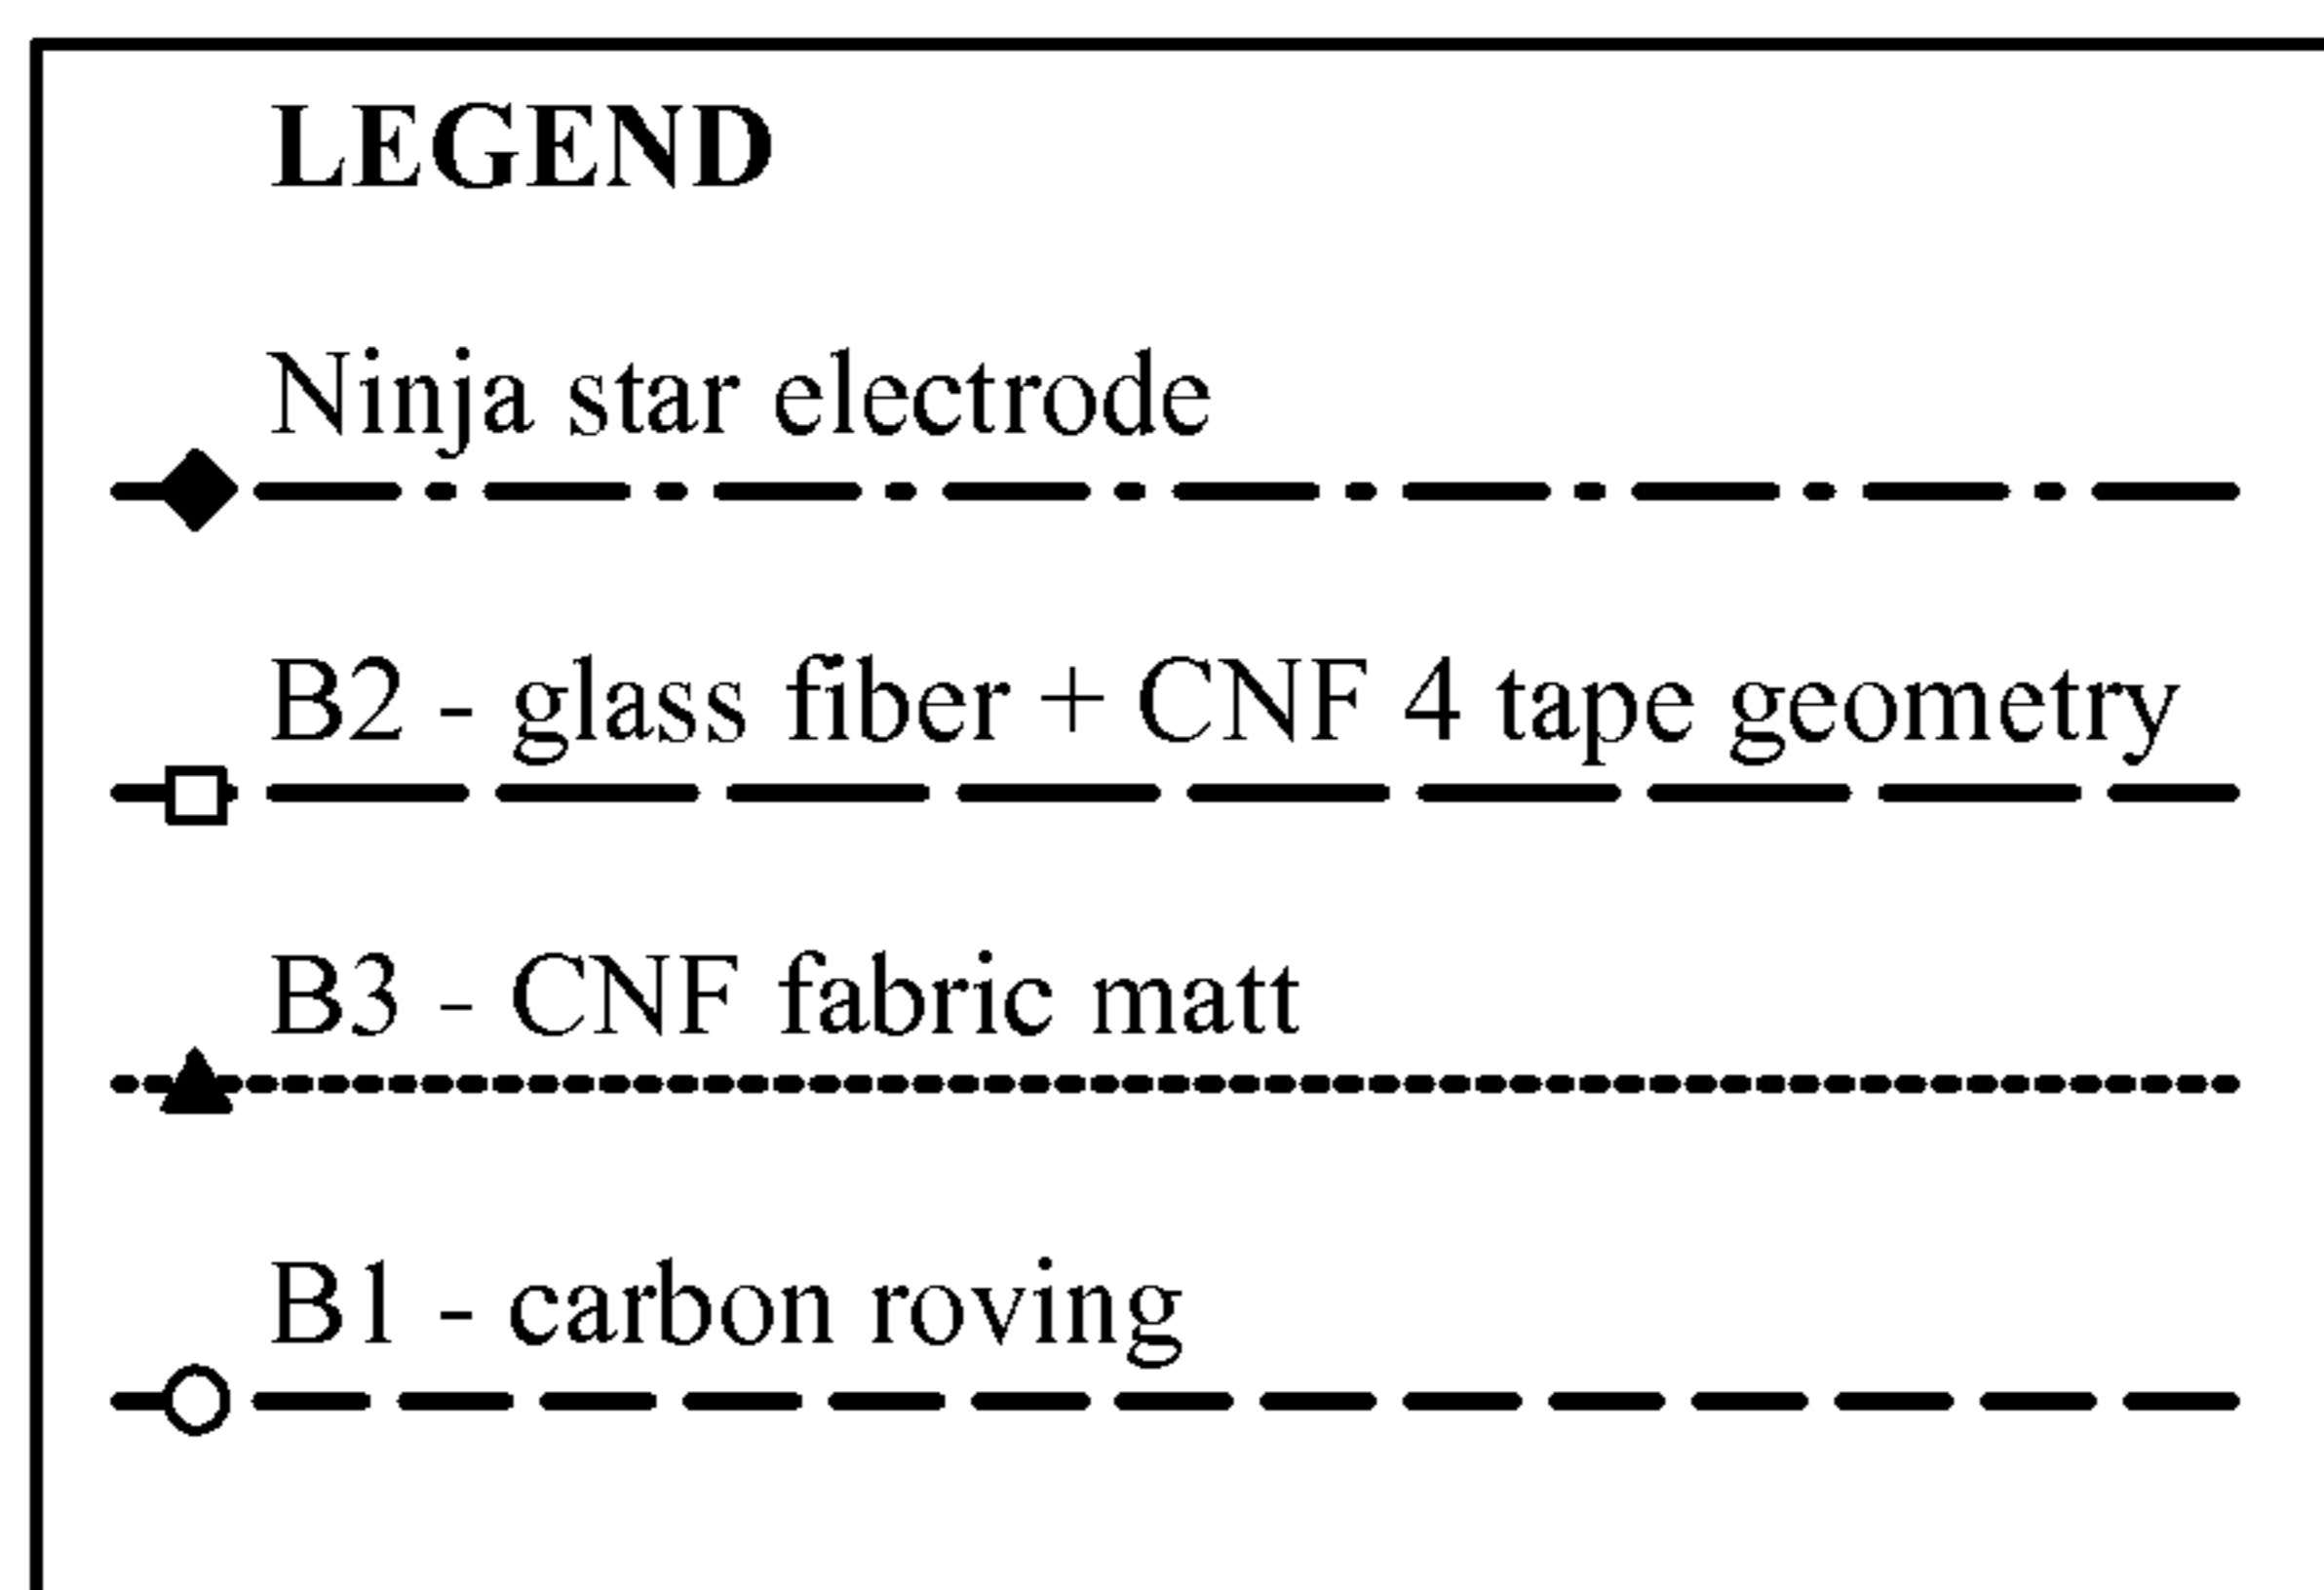 LEGEND
Ninja star electrode
B2 - glass fiber + CNF 4 tape geometry
B3 - CNF fabric matt
B1 - carbon roving